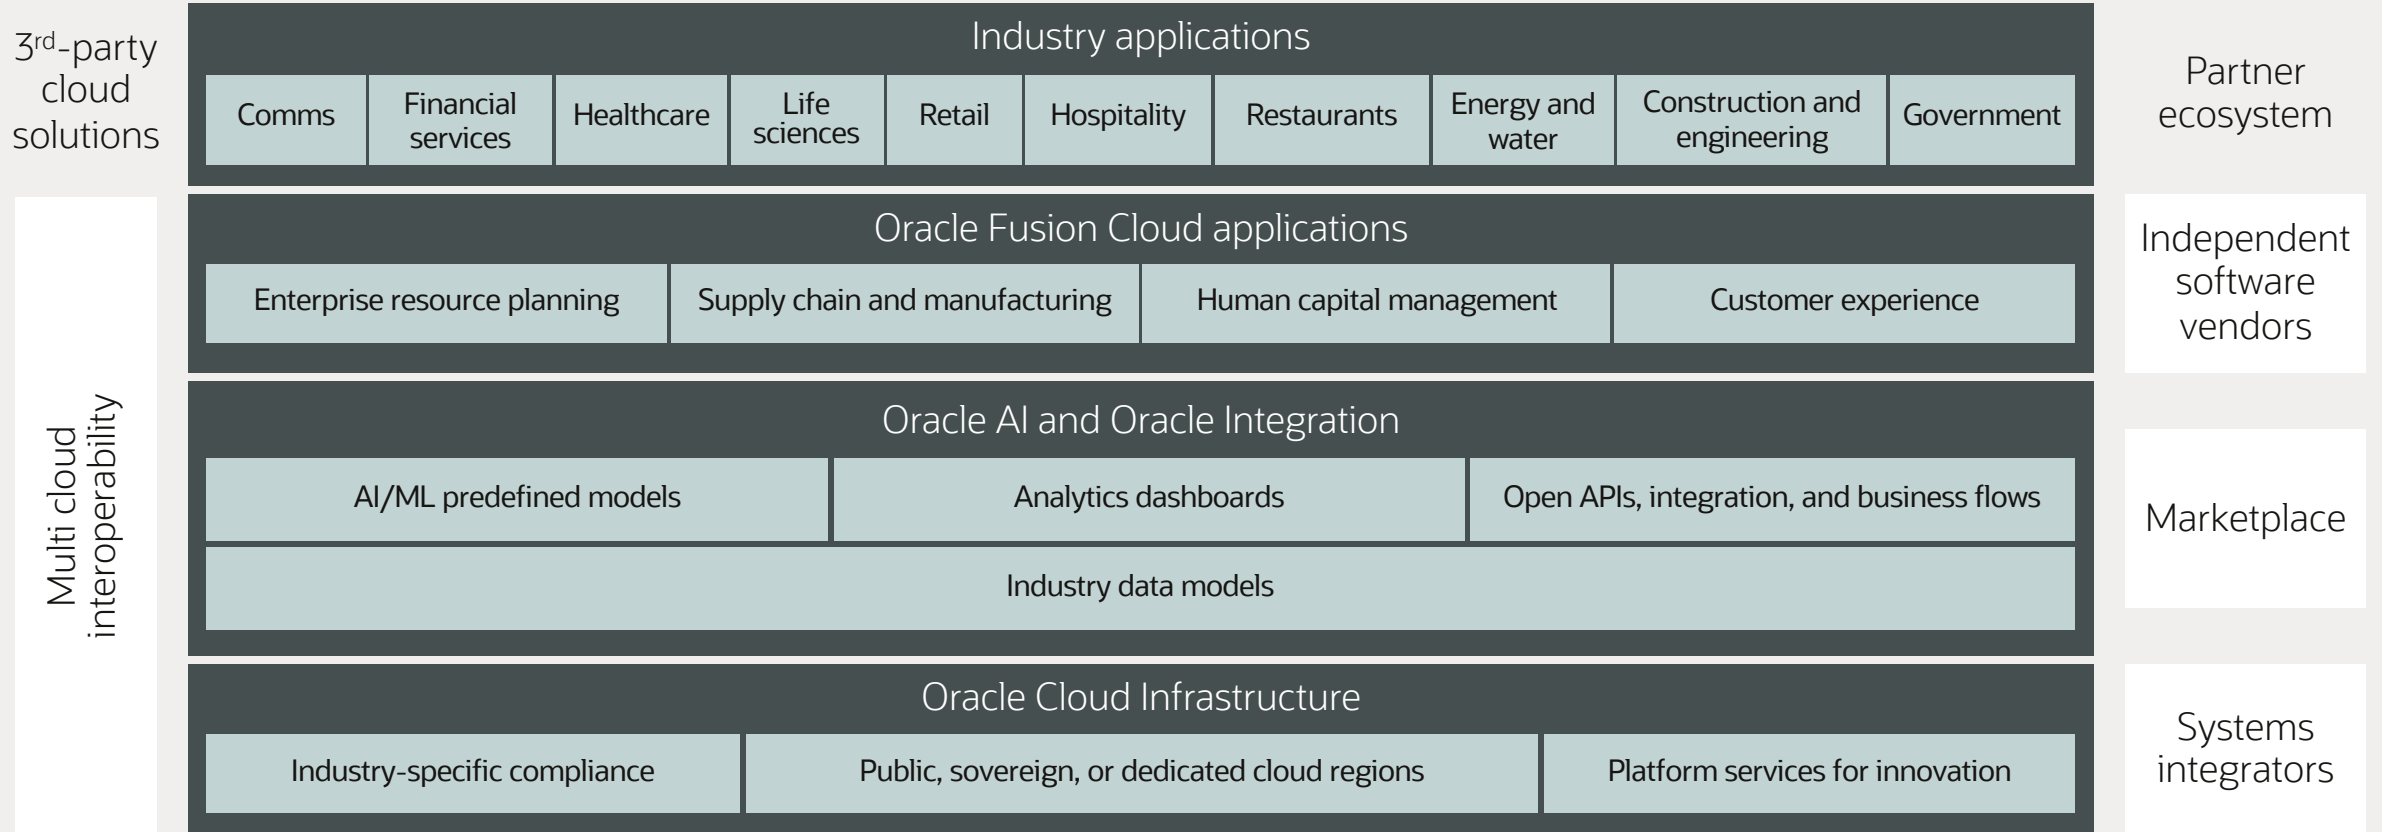 3rd-party
cloud
solutions
Multi cloud
interoperability
Industry applications
Comms
Financial
services
Healthcare
Life
sciences
Retail
Hospitality
Restaurants
Energy and
water
Construction and
engineering
Government
Oracle Fusion Cloud applications
Enterprise resource planning
Supply chain and manufacturing
Human capital management
Customer experience
Oracle AI and Oracle Integration
AI/ML predefined models
Analytics dashboards
Open APIs, integration, and business flows
Industry data models
Oracle Cloud Infrastructure
Industry-specific compliance
Public, sovereign, or dedicated cloud regions
Platform services for innovation
Partner
ecosystem
Independent
software
vendors
Marketplace
Systems
integrators